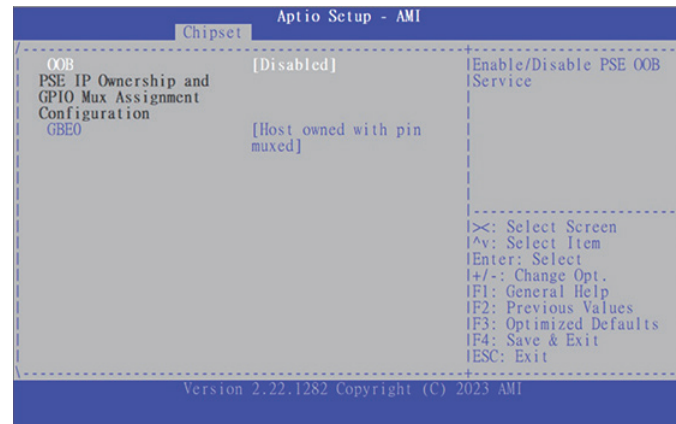 Aptio Setup - AMI
Chipset
OOB [Disabled]
PSE IP Ownership and
GPIO Mux Assignment
Configuration
GBE0 [Host owned with pin
muxed]
Enable/Disable PSE OOB
Service
><: Select Screen
^v: Select Item
Enter: Select
+/-: Change Opt.
F1: General Help
F2: Previous Values
F3: Optimized Defaults
F4: Save & Exit
ESC: Exit
Version 2.22.1282 Copyright (C) 2023 AMI